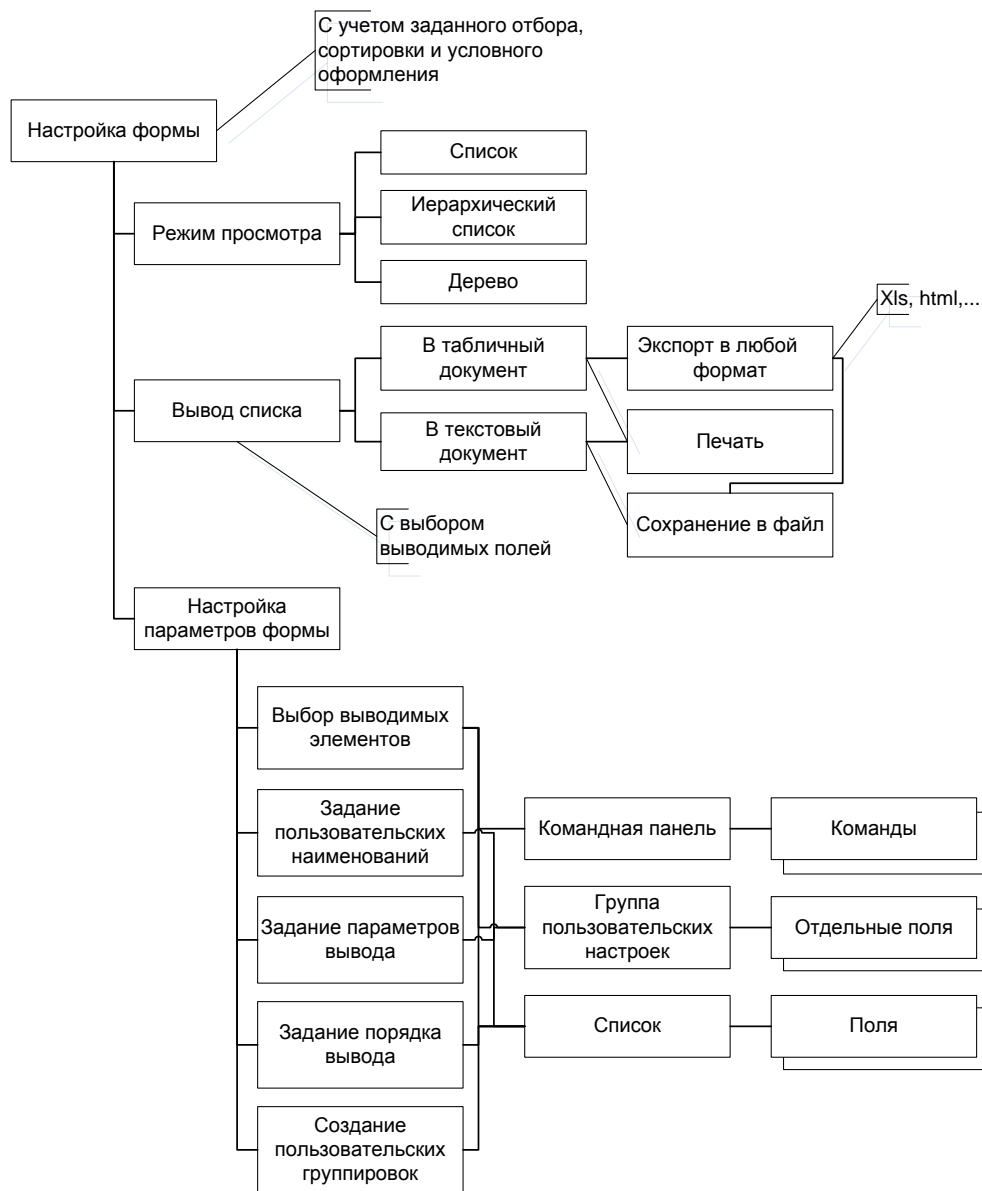 С учетом заданного отбора,
сортировки и условного
оформления
Настройка формы
Список
Режим просмотра
Иерархический
список
Дерево
Xls, html,...
В табличный
документ
Экспорт в любой
формат
Вывод списка
В текстовый
документ
Печать
Сохранение в файл
С выбором
выводимых полей
Настройка
параметров формы
Выбор выводимых
элементов
Задание
пользовательских
наименований
Командная панель
Команды
Задание параметров
вывода
Группа
пользовательских
настроек
Отдельные поля
Задание порядка
вывода
Список
Поля
Создание
пользовательских
группировок